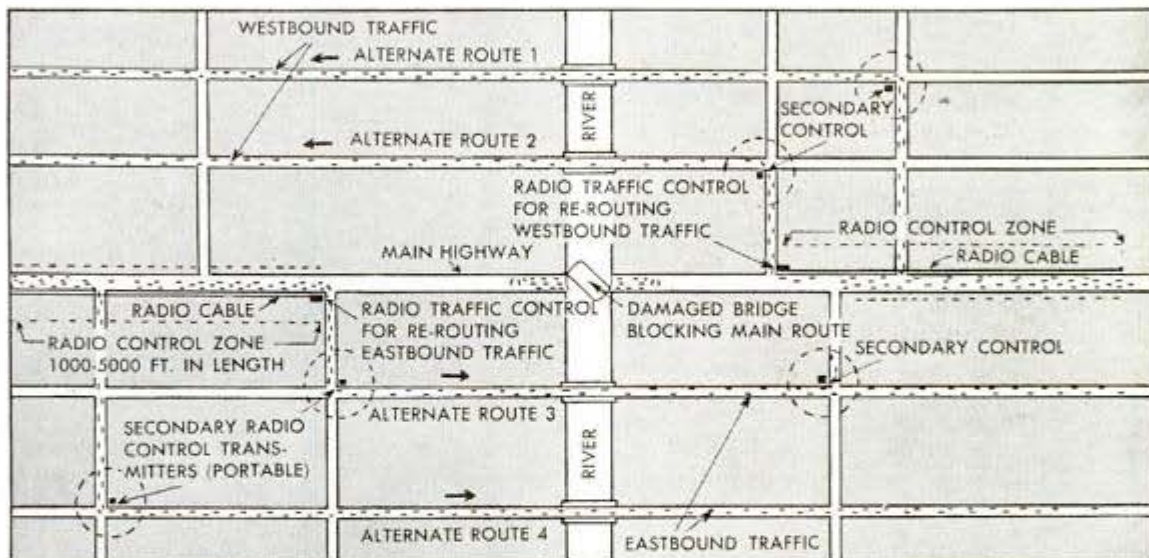 WESTBOUND TRAFFIC
ALTERNATE ROUTE 1
RIVER
SECONDARY
CONTROL
ALTERNATE ROUTE 2
RADIO TRAFFIC CONTROL
FOR RE-ROUTING
WESTBOUND TRAFFIC
RADIO CONTROL ZONE
RADIO CABLE
MAIN HIGHWAY
RADIO CABLE
RADIO CONTROL ZONE
1000-5000 FT. IN LENGTH
RADIO TRAFFIC CONTROL
FOR RE-ROUTING
EASTBOUND TRAFFIC
DAMAGED BRIDGE
BLOCKING MAIN ROUTE
SECONDARY CONTROL
ALTERNATE ROUTE 3
SECONDARY RADIO
CONTROL TRANS-
MITTERS (PORTABLE)
RIVER
ALTERNATE ROUTE 4
EASTBOUND TRAFFIC